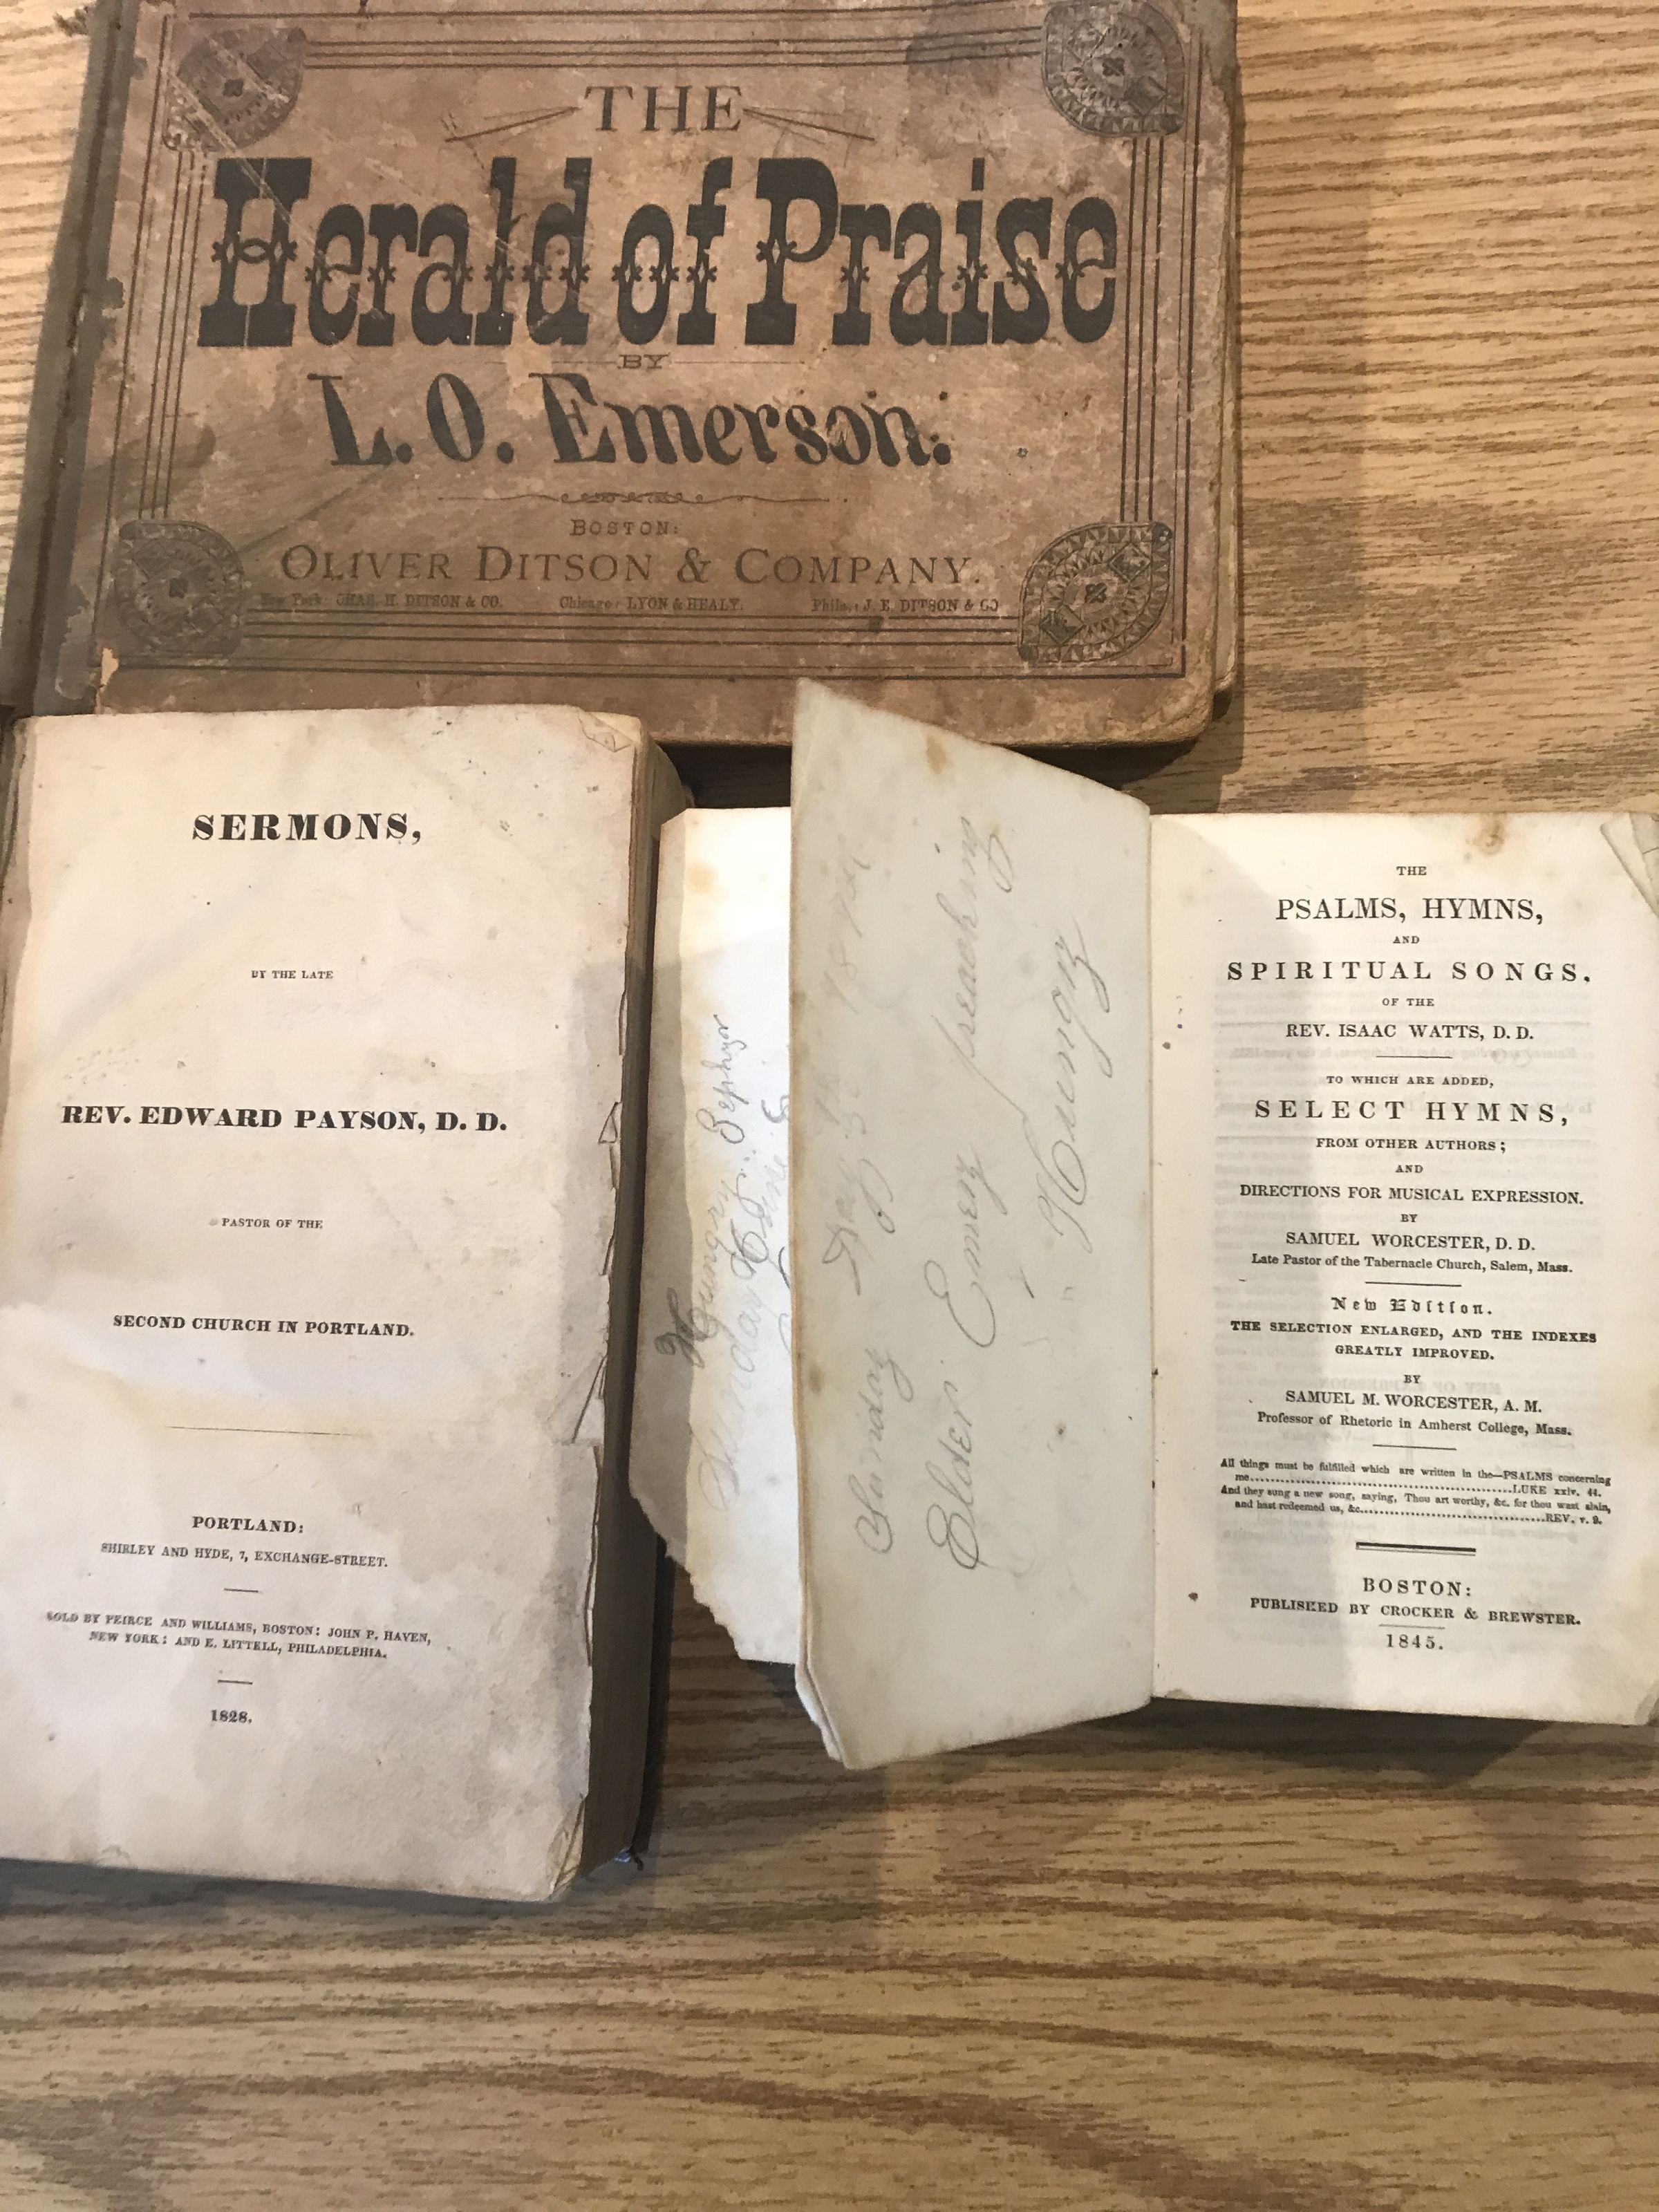 THE
Herald of Praise
BY
L. O. Emerson.
BOSTON:
OLIVER DITSON & COMPANY.
New York: CHAS. H. DITSON & CO. Chicago: LYON & HEALY. Phila.: J. E. DITSON & CO
SERMONS,
BY THE LATE
REV. EDWARD PAYSON, D. D.
PASTOR OF THE
SECOND CHURCH IN PORTLAND.
PORTLAND:
SHIRLEY AND HYDE, 7, EXCHANGE-STREET.
SOLD BY PEIRCE AND WILLIAMS, BOSTON: JOHN P. HAVEN,
NEW YORK: AND E. LITTELL, PHILADELPHIA.
1828.
Hungry
Sunday
Sunday May
Elder Emery preaching
Hungry
THE
PSALMS, HYMNS,
AND
SPIRITUAL SONGS.
OF THE
REV. ISAAC WATTS, D. D.
TO WHICH ARE ADDED,
SELECT HYMNS,
FROM OTHER AUTHORS;
AND
DIRECTIONS FOR MUSICAL EXPRESSION.
BY
SAMUEL WORCESTER, D. D.
Late Pastor of the Tabernacle Church, Salem, Mass.
New Edition.
THE SELECTION ENLARGED, AND THE INDEXES
GREATLY IMPROVED.
BY
SAMUEL M. WORCESTER, A. M.
Professor of Rhetoric in Amherst College, Mass.
All things must be fulfilled which are written in the—PSALMS concerning
me........................................LUKE xxiv. 44.
And they sung a new song, saying, Thou art worthy, &c. for thou wast slain,
and hast redeemed us, &c........................................REV. v. 9.
BOSTON:
PUBLISHED BY CROCKER & BREWSTER.
1845.